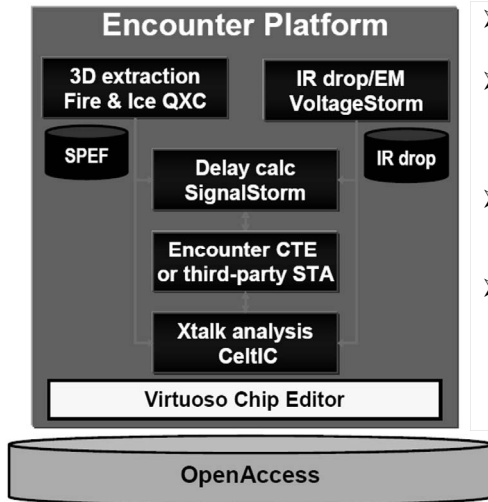 Encounter Platform
3D extraction
Fire & Ice QXC
IR drop/EM
VoltageStorm
SPEF
IR drop
Delay calc
SignalStorm
Encounter CTE
or third-party STA
Xtalk analysis
CeltIC
Virtuoso Chip Editor
OpenAccess